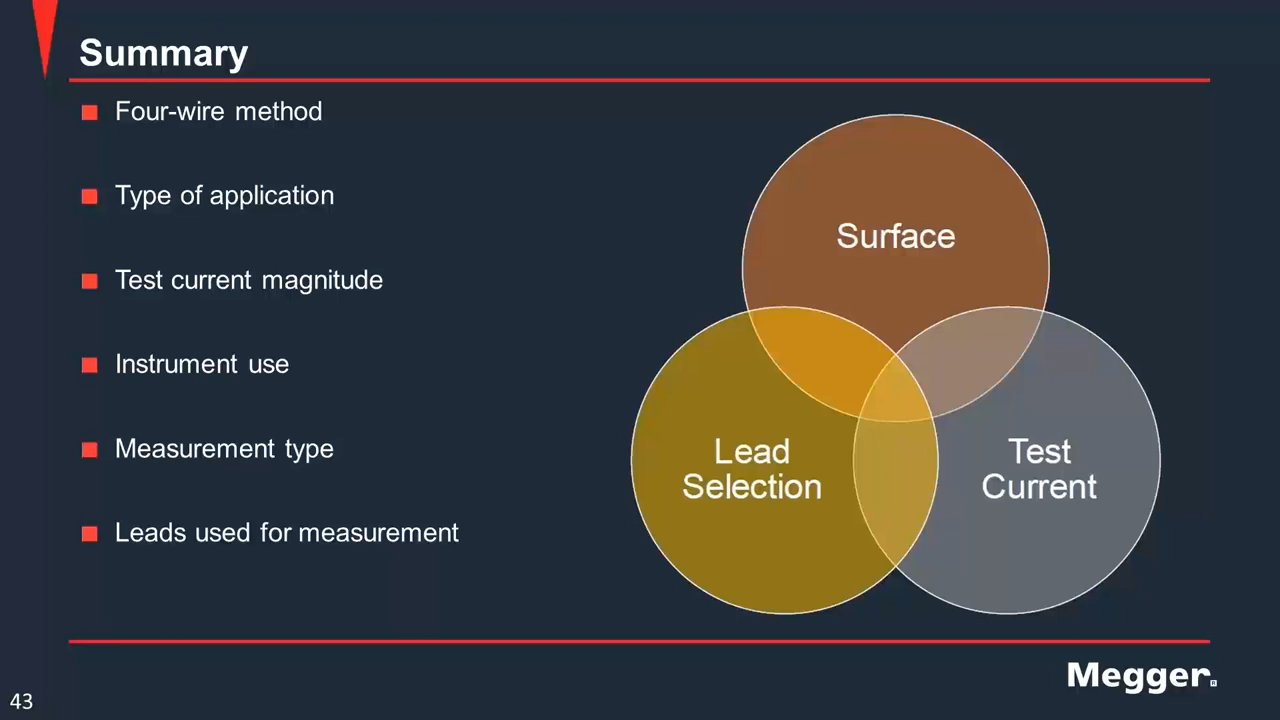 Summary
Four-wire method
Type of application
Test current magnitude
Instrument use
Measurement type
Leads used for measurement
Surface
Lead
Selection
Test
Current
Megger
43